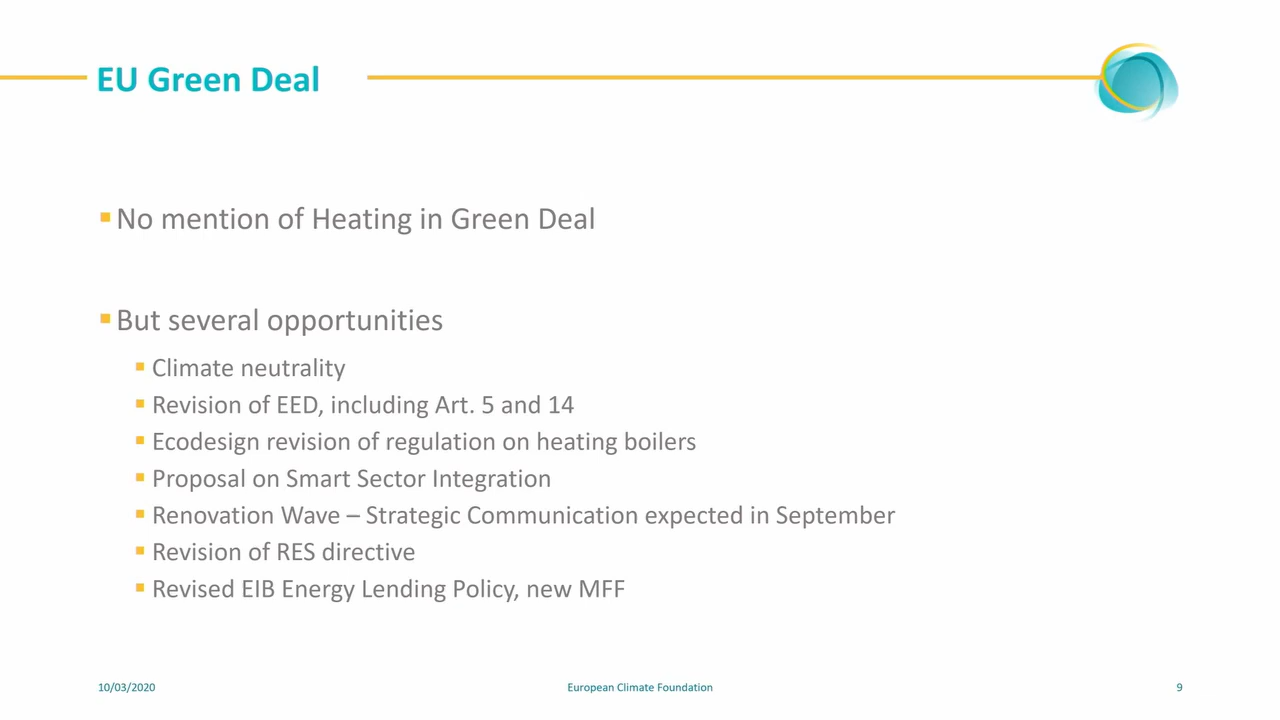 EU Green Deal
No mention of Heating in Green Deal
But several opportunities
Climate neutrality
Revision of EED, including Art. 5 and 14
Ecodesign revision of regulation on heating boilers
Proposal on Smart Sector Integration
Renovation Wave – Strategic Communication expected in September
Revision of RES directive
Revised EIB Energy Lending Policy, new MFF
10/03/2020 European Climate Foundation 9